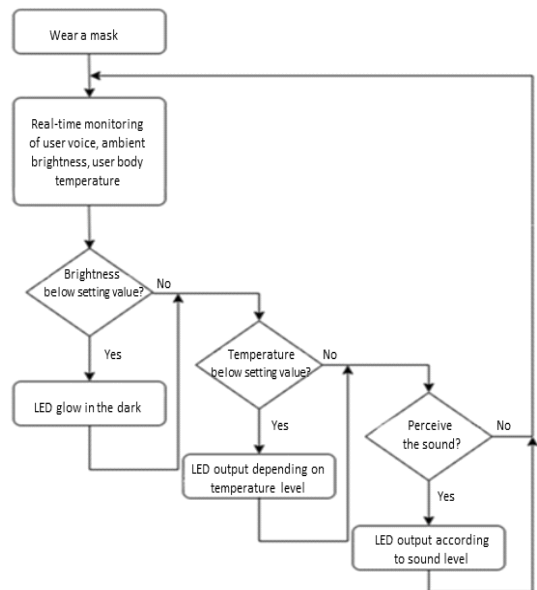 Wear a mask
Real-time monitoring
of user voice, ambient
brightness, user body
temperature
Brightness
below setting value?
No
Yes
LED glow in the dark
Temperature
below setting value?
No
Yes
LED output depending on
temperature level
Perceive
the sound?
No
Yes
LED output according
to sound level